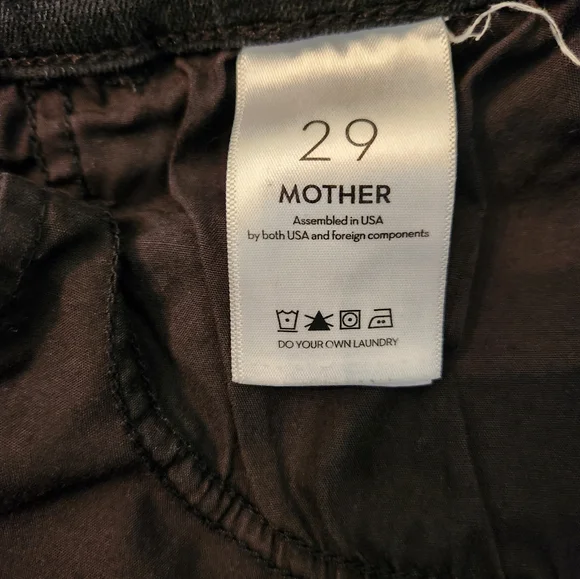 29
MOTHER
Assembled in USA
by both USA and foreign components
DO YOUR OWN LAUNDRY